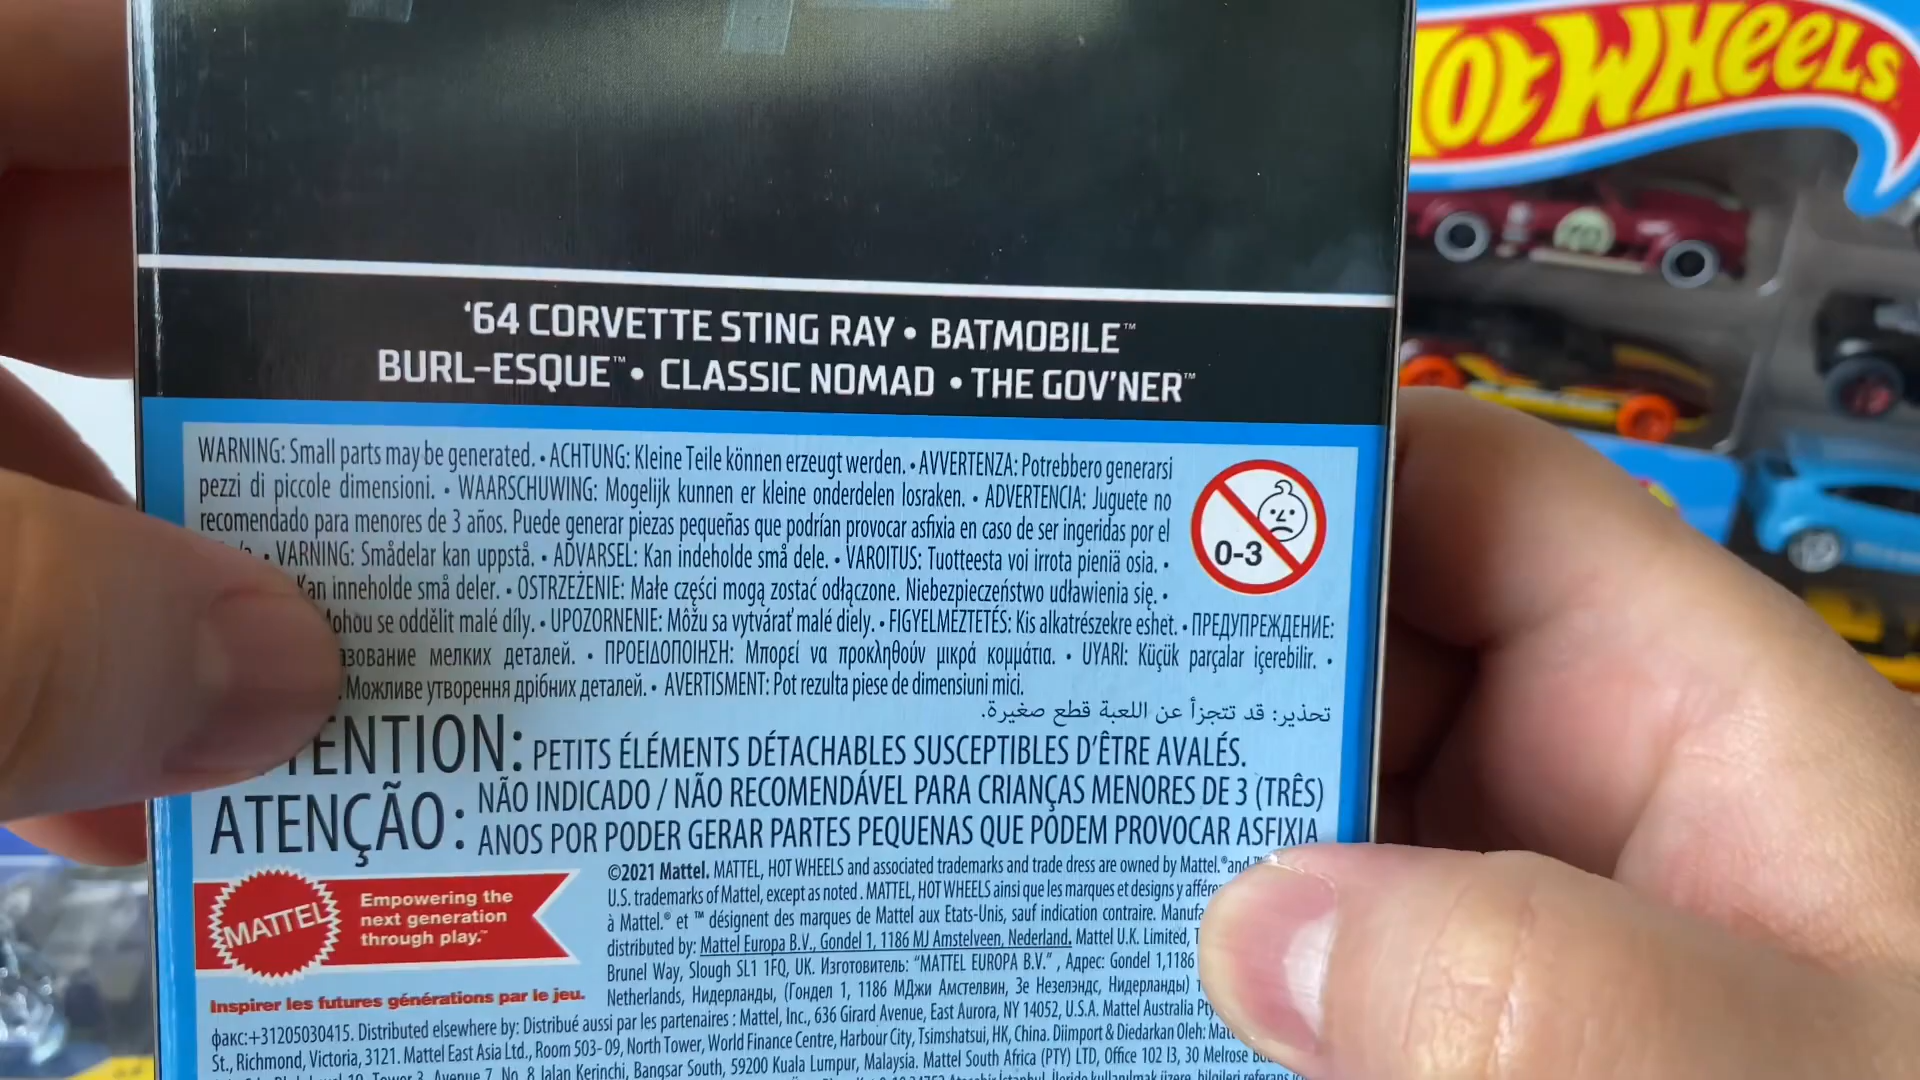 HOt WHeeLs
‘64 CORVETTE STING RAY • BATMOBILE™
BURL-ESQUE™ • CLASSIC NOMAD • THE GOV’NER™
WARNING: Small parts may be generated. • ACHTUNG: Kleine Teile können erzeugt werden. • AVVERTENZA: Potrebbero generarsi
pezzi di piccole dimensioni. • WAARSCHUWING: Mogelijk kunnen er kleine onderdelen losraken. • ADVERTENCIA: Juguete no
recomendado para menores de 3 años. Puede generar piezas pequeñas que podrían provocar asfixia en caso de ser ingeridas por el
• VARNING: Smådelar kan uppstå. • ADVARSEL: Kan indeholde små dele. • VAROITUS: Tuotteesta voi irrota pieniä osia. •
Kan inneholde små deler. • OSTRZEŻENIE: Małe części mogą zostać odłączone. Niebezpieczeństwo udławienia się. •
0-3
se oddělit malé díly. • UPOZORNENIE: Môžu sa vytvárať malé diely. • FIGYELMEZTETÉS: Kis alkatrészekre eshet. • ПРЕДУПРЕЖДЕНИЕ:
мелких деталей. • ΠΡΟΕΙΔΟΠΟΙΗΣΗ: Μπορεί να προκληθούν μικρά κομμάτια. • UYARI: Küçük parçalar içerebilir. •
Можливе утворення дрібних деталей. • AVERTISMENT: Pot rezulta piese de dimensiuni mici.
تحذير: قد تتجزأ عن اللعبة قطع صغيرة.
ENTION: PETITS ÉLÉMENTS DÉTACHABLES SUSCEPTIBLES D’ÊTRE AVALÉS.
ATENÇÃO: NÃO INDICADO / NÃO RECOMENDÁVEL PARA CRIANÇAS MENORES DE 3 (TRÊS)
ANOS POR PODER GERAR PARTES PEQUENAS QUE PODEM PROVOCAR ASFIXIA
MATTEL
Empowering the
next generation
through play.™
Inspirer les futures générations par le jeu.
©2021 Mattel. MATTEL, HOT WHEELS and associated trademarks and trade dress are owned by Mattel.® and ™
U.S. trademarks of Mattel, except as noted. MATTEL, HOT WHEELS ainsi que les marques et designs y
à Mattel.® et ™ désignent des marques de Mattel aux Etats-Unis, sauf indication contraire.
distributed by: Mattel Europa B.V., Gondel 1, 1186 MJ Amstelveen, Nederland. Mattel U.K. Limited,
Brunel Way, Slough SL1 1FQ, UK. Изготовитель: “MATTEL EUROPA B.V.” , Адрес: Gondel 1, 1186
Netherlands, Нидерланды, (Гондел 1, 1186 МДжи Амстелвин, Зе Незелэндс, Нидерланды)
факс:+31205030415. Distributed elsewhere by: Distribué aussi par les partenaires : Mattel, Inc., 636 Girard Avenue, East Aurora, NY 14052, U.S.A. Mattel Australia
St., Richmond, Victoria, 3121. Mattel East Asia Ltd., Room 503-09, North Tower, World Finance Centre, Harbour City, Tsimshatsui, HK, China. Diimport & Diedarkan Oleh:
Tower 3, Avenue 7, No. 8 Jalan Kerinchi, Bangsar South, 59200 Kuala Lumpur, Malaysia. Mattel South Africa (PTY) LTD, Office 102 I3, 30 Melrose